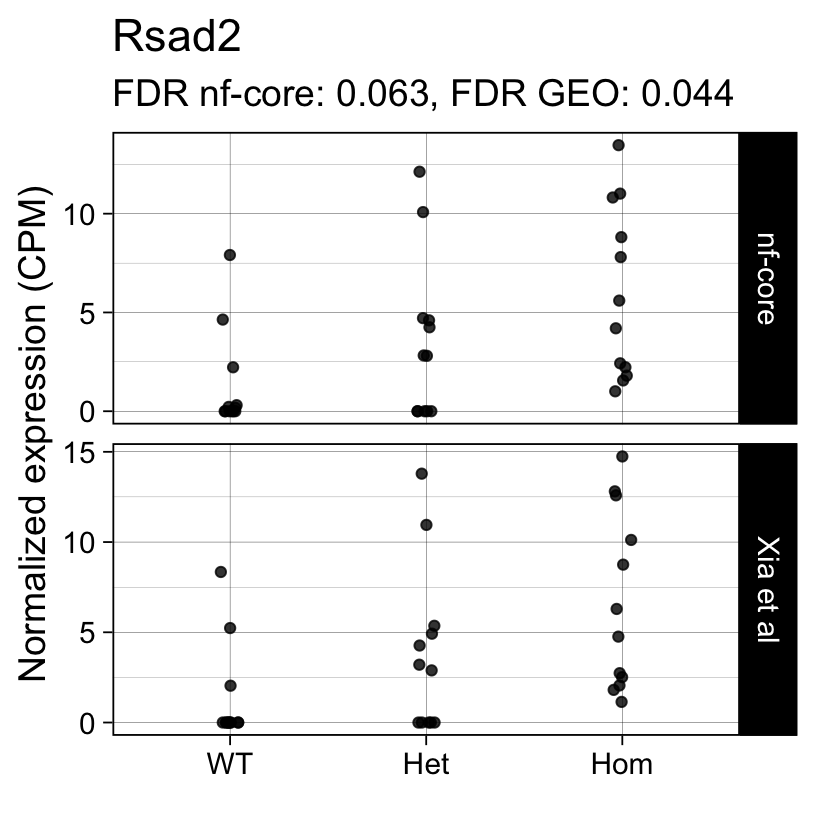 Rsad2
FDR nf-core: 0.063, FDR GEO: 0.044
Normalized expression (CPM)
10
5
0
nf-core
15
10
5
0
Xia et al
WT Het Hom